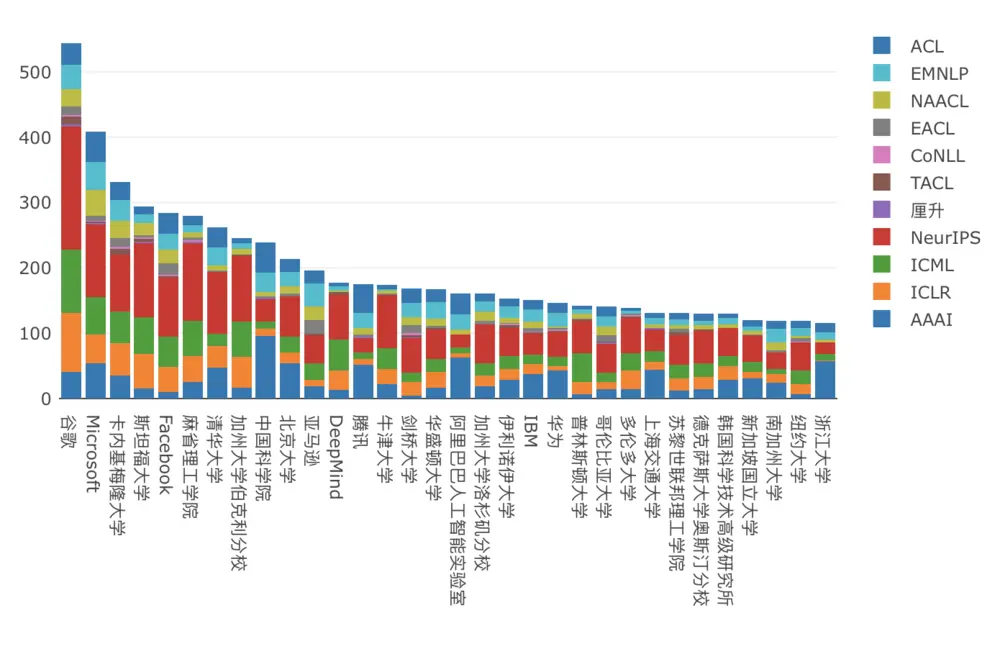 500
400
300
200
100
0
ACL
EMNLP
NAACL
EACL
CoNLL
TACL
厘升
NeurIPS
ICML
ICLR
AAAI
谷歌
Microsoft
卡内基梅隆大学
斯坦福大学
Facebook
麻省理工学院
清华大学
加州大学伯克利分校
中国科学院
北京大学
亚马逊
DeepMind
腾讯
牛津大学
剑桥大学
华盛顿大学
阿里巴巴人工智能实验室
加州大学洛杉矶分校
伊利诺伊大学
IBM
华为
普林斯顿大学
哥伦比亚大学
多伦多大学
上海交通大学
苏黎世联邦理工学院
德克萨斯大学奥斯汀分校
韩国科学技术高级研究所
新加坡国立大学
南加州大学
纽约大学
浙江大学